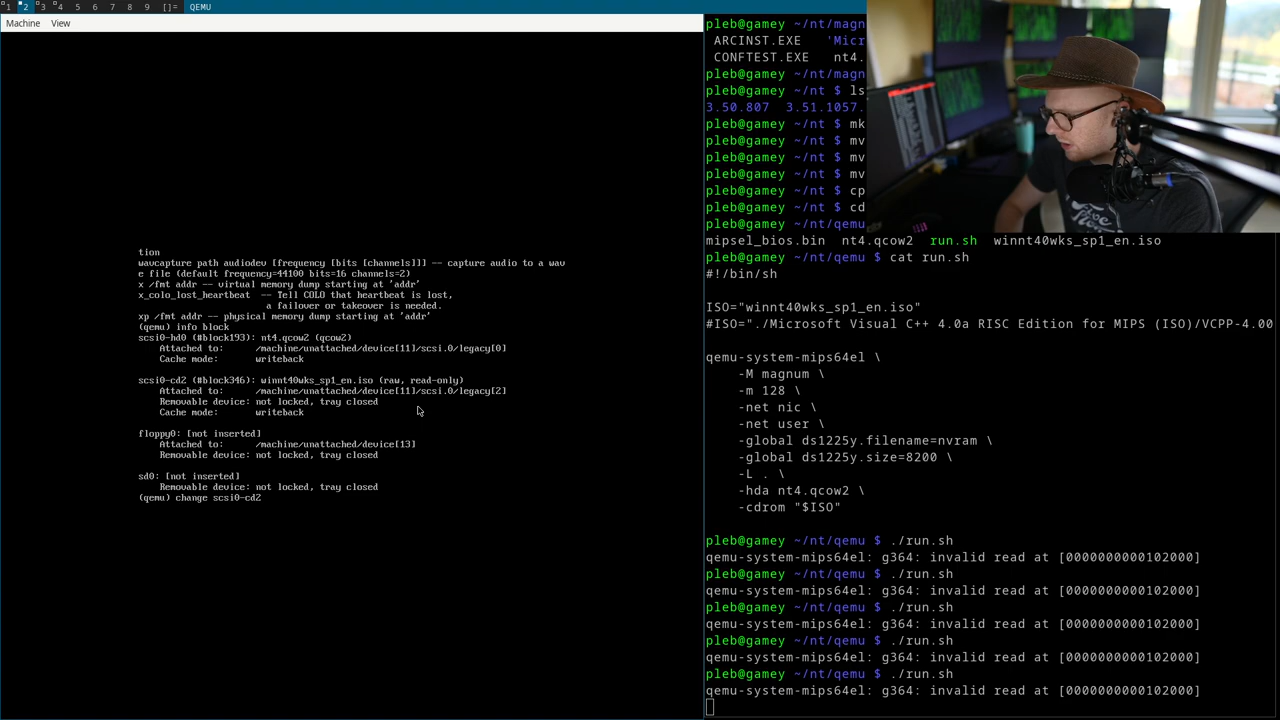 1 2 3 4 5 6 7 8 9 []= QEMU
Machine View
tion
wavcapture path audiodev [frequency [bits [channels]]] -- capture audio to a wav
e file (default frequency=44100 bits=16 channels=2)
x /fmt addr -- virtual memory dump starting at 'addr'
x_colo_lost_heartbeat -- Tell COLO that heartbeat is lost,
a failover or takeover is needed.
xp /fmt addr -- physical memory dump starting at 'addr'
(qemu) info block
scsi0-hd0 (#block193): nt4.qcow2 (qcow2)
Attached to: /machine/unattached/device[11]/scsi.0/legacy[0]
Cache mode: writeback
scsi0-cd2 (#block346): winnt40wks_sp1_en.iso (raw, read-only)
Attached to: /machine/unattached/device[11]/scsi.0/legacy[2]
Removable device: not locked, tray closed
Cache mode: writeback
floppy0: [not inserted]
Attached to: /machine/unattached/device[13]
Removable device: not locked, tray closed
sd0: [not inserted]
Removable device: not locked, tray closed
(qemu) change scsi0-cd2
pleb@gamey ~/nt/magn
ARCINST.EXE 'Micr
CONFTEST.EXE nt4.
pleb@gamey ~/nt/magn
pleb@gamey ~/nt $ ls
3.50.807 3.51.1057.
pleb@gamey ~/nt $ mk
pleb@gamey ~/nt $ mv
pleb@gamey ~/nt $ mv
pleb@gamey ~/nt $ mv
pleb@gamey ~/nt $ cp
pleb@gamey ~/nt $ cd
pleb@gamey ~/nt/qemu
mipsel_bios.bin nt4.qcow2 run.sh winnt40wks_sp1_en.iso
pleb@gamey ~/nt/qemu $ cat run.sh
#!/bin/sh
ISO="winnt40wks_sp1_en.iso"
#ISO="./Microsoft Visual C++ 4.0a RISC Edition for MIPS (ISO)/VCPP-4.00
qemu-system-mips64el \
-M magnum \
-m 128 \
-net nic \
-net user \
-global ds1225y.filename=nvram \
-global ds1225y.size=8200 \
-L . \
-hda nt4.qcow2 \
-cdrom "$ISO"
pleb@gamey ~/nt/qemu $ ./run.sh
qemu-system-mips64el: g364: invalid read at [0000000000102000]
pleb@gamey ~/nt/qemu $ ./run.sh
qemu-system-mips64el: g364: invalid read at [0000000000102000]
pleb@gamey ~/nt/qemu $ ./run.sh
qemu-system-mips64el: g364: invalid read at [0000000000102000]
pleb@gamey ~/nt/qemu $ ./run.sh
qemu-system-mips64el: g364: invalid read at [0000000000102000]
pleb@gamey ~/nt/qemu $ ./run.sh
qemu-system-mips64el: g364: invalid read at [0000000000102000]